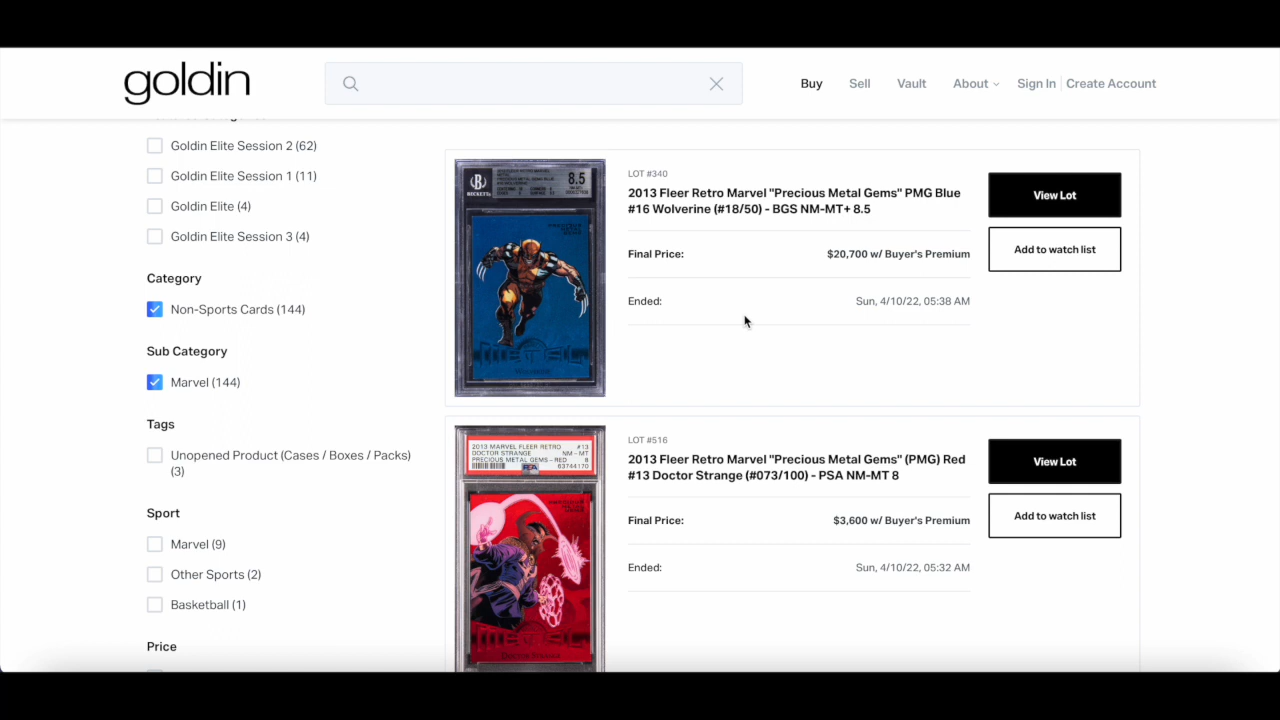 goldin
Buy
Sell
Vault
About
Sign In
Create Account
Goldin Elite Session 2 (62)
Goldin Elite Session 1 (11)
Goldin Elite (4)
Goldin Elite Session 3 (4)
Category
Non-Sports Cards (144)
Sub Category
Marvel (144)
Tags
Unopened Product (Cases / Boxes / Packs)
(3)
Sport
Marvel (9)
Other Sports (2)
Basketball (1)
Price
BECKETT
8.5
METAL
LOT #340
2013 Fleer Retro Marvel "Precious Metal Gems" PMG Blue
#16 Wolverine (#18/50) - BGS NM-MT+ 8.5
Final Price:
$20,700 w/ Buyer's Premium
Ended:
Sun, 4/10/22, 05:38 AM
View Lot
Add to watch list
2013 MARVEL FLEER RETRO #13
DOCTOR STRANGE NM - MT
PRECIOUS METAL GEMS - RED 8
PSA 63744170
METAL
DOCTOR STRANGE
LOT #516
2013 Fleer Retro Marvel "Precious Metal Gems" (PMG) Red
#13 Doctor Strange (#073/100) - PSA NM-MT 8
Final Price:
$3,600 w/ Buyer's Premium
Ended:
Sun, 4/10/22, 05:32 AM
View Lot
Add to watch list